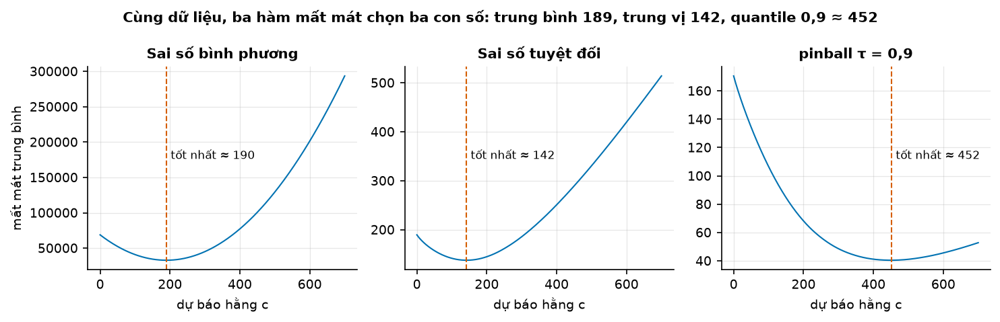 Cùng dữ liệu, ba hàm mất mát chọn ba con số: trung bình 189, trung vị 142, quantile 0,9 ≈ 452
Sai số bình phương
mất mát trung bình
300000
250000
200000
150000
100000
50000
tốt nhất ≈ 190
0 200 400 600
dự báo hằng c
Sai số tuyệt đối
500
400
300
200
tốt nhất ≈ 142
0 200 400 600
dự báo hằng c
pinball τ = 0,9
160
140
120
100
80
60
40
tốt nhất ≈ 452
0 200 400 600
dự báo hằng c